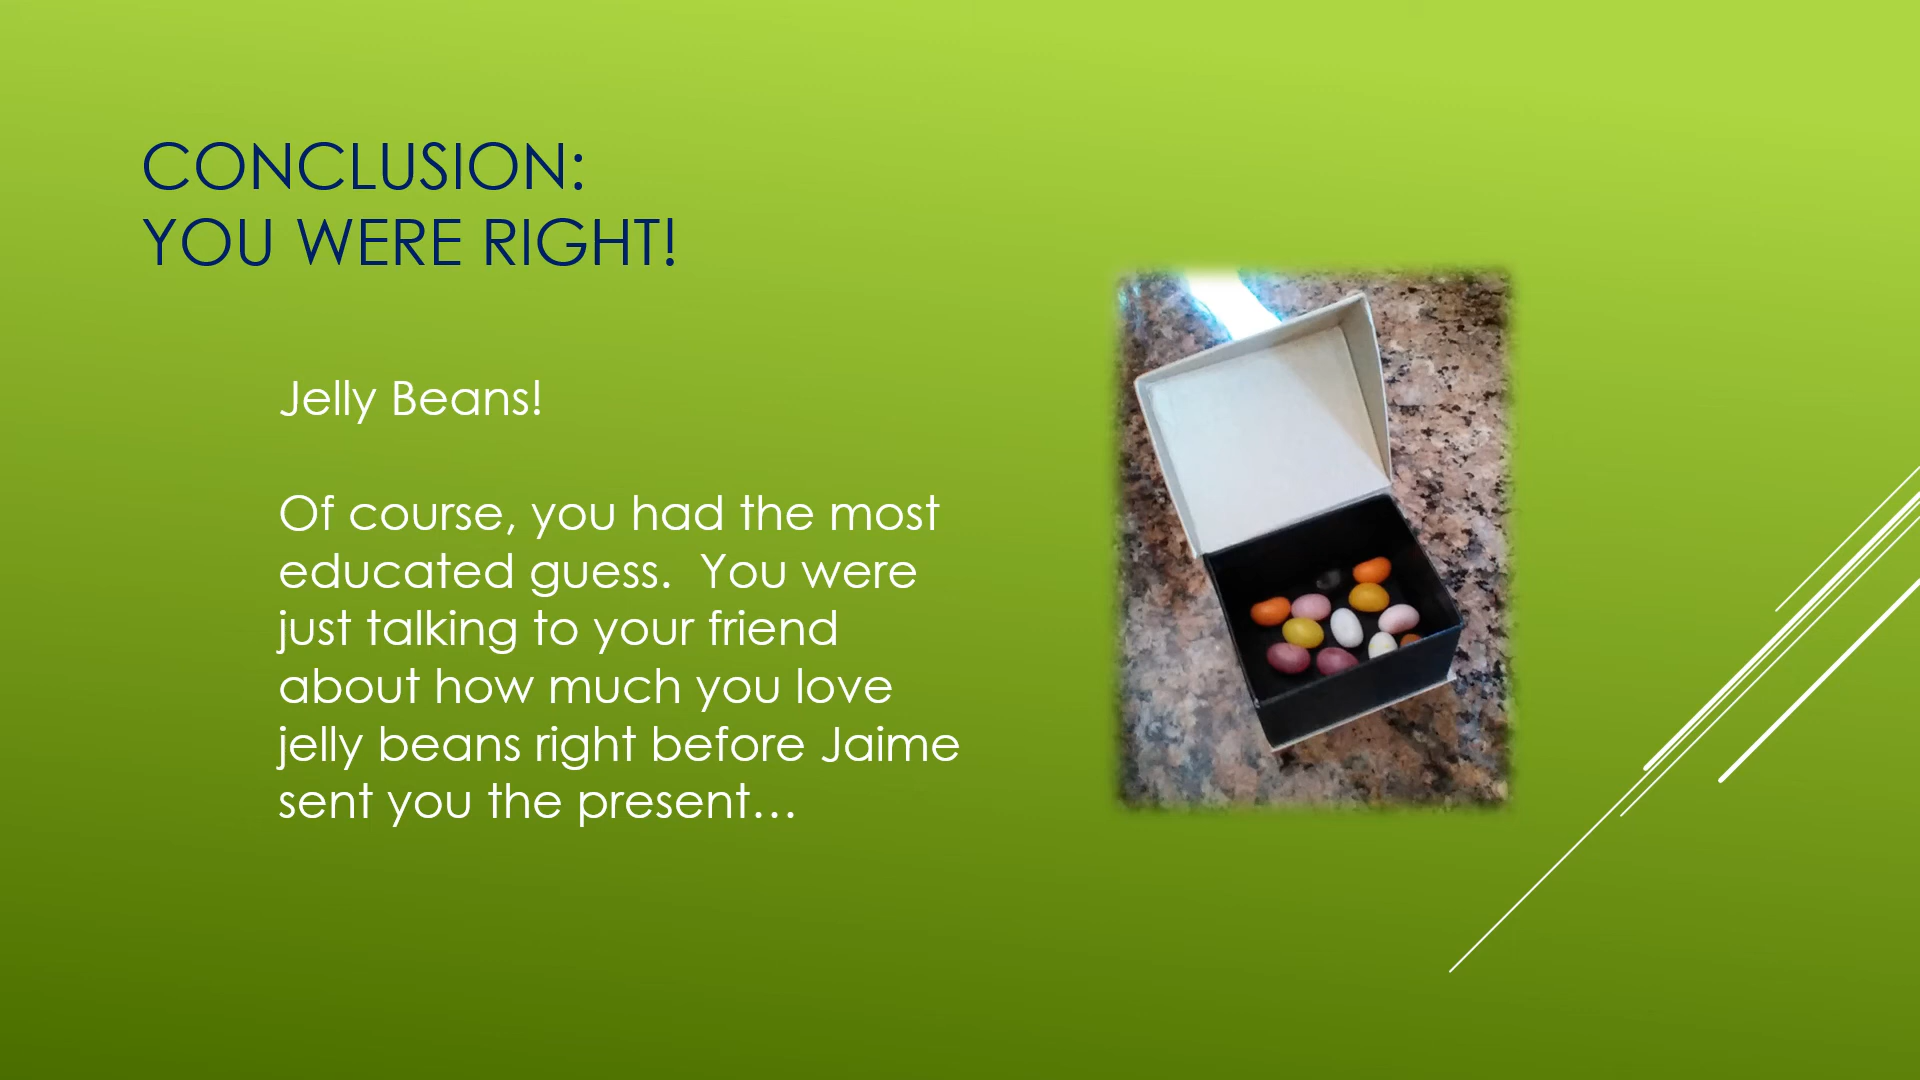 CONCLUSION:
YOU WERE RIGHT!
Jelly Beans!
Of course, you had the most
educated guess.  You were
just talking to your friend
about how much you love
jelly beans right before Jaime
sent you the present…